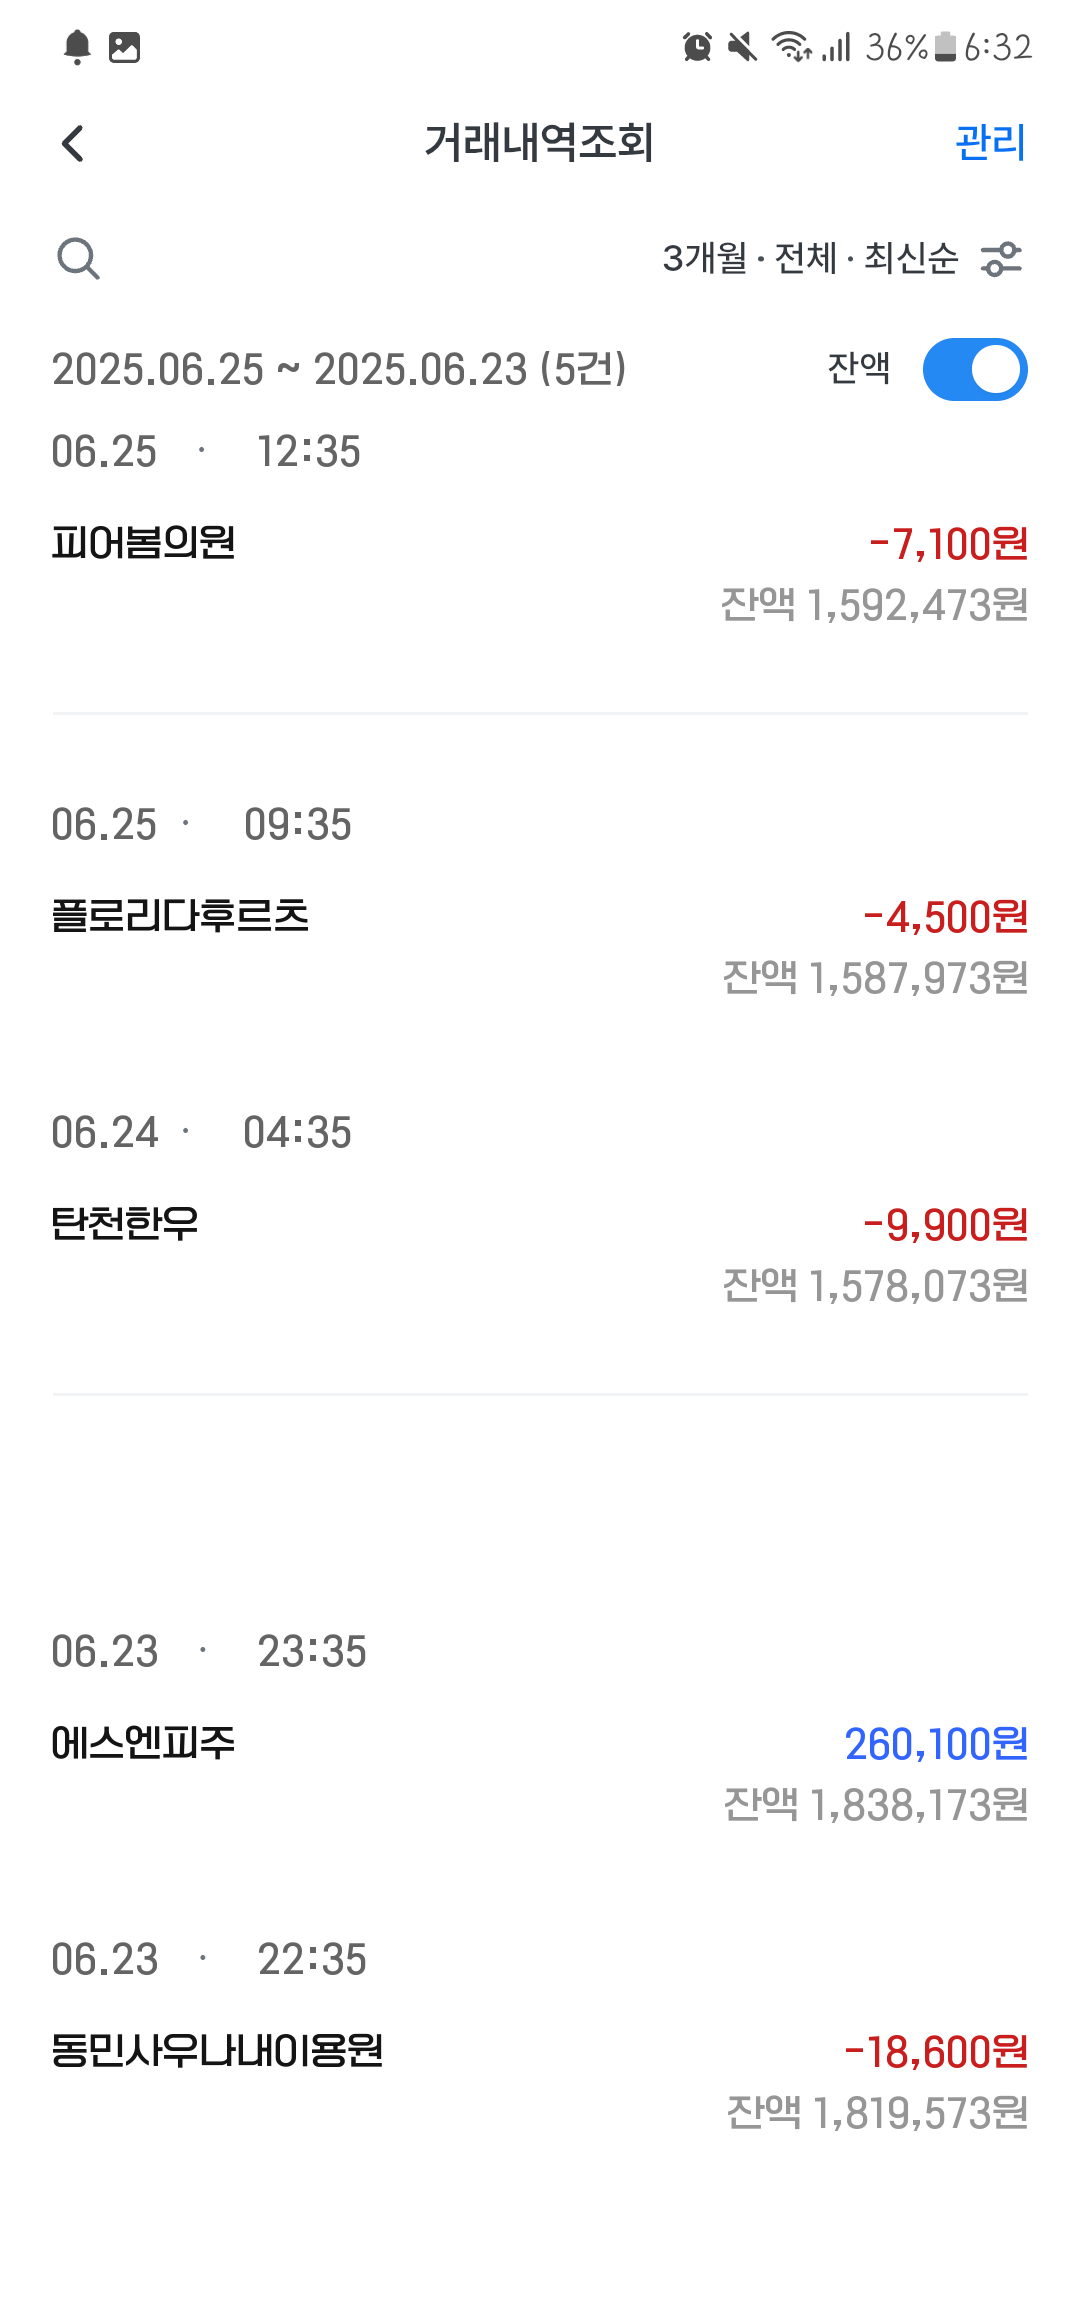 36% 6:32
거래내역조회 관리
3개월 · 전체 · 최신순
2025.06.25 ~ 2025.06.23 (5건) 잔액
06.25 · 12:35
피어봄의원 -7,100원
잔액 1,592,473원
06.25 · 09:35
플로리다후르츠 -4,500원
잔액 1,587,973원
06.24 · 04:35
탄천한우 -9,900원
잔액 1,578,073원
06.23 · 23:35
에스엔피주 260,100원
잔액 1,838,173원
06.23 · 22:35
동민사우나내이용원 -18,600원
잔액 1,819,573원